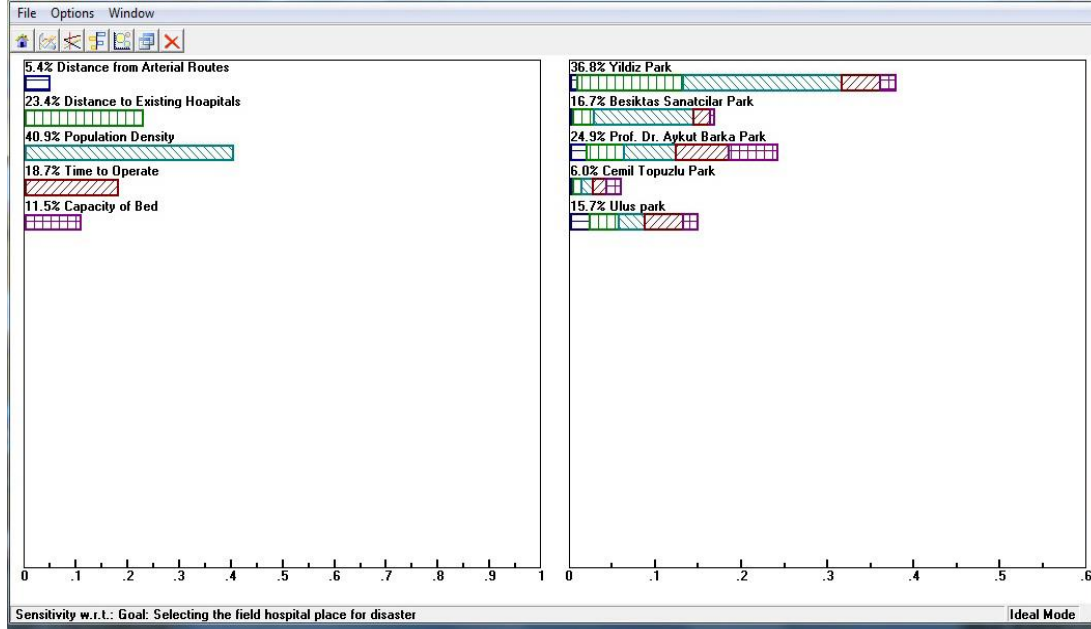 File Options Window
5.4% Distance from Arterial Routes
23.4% Distance to Existing Hoapitals
40.9% Population Density
18.7% Time to Operate
11.5% Capacity of Bed
0 .1 .2 .3 .4 .5 .6 .7 .8 .9 1
36.8% Yildiz Park
16.7% Besiktas Sanatcilar Park
24.9% Prof. Dr. Aykut Barka Park
6.0% Cemil Topuzlu Park
15.7% Ulus park
0 .1 .2 .3 .4 .5 .6
Sensitivity w.r.t.: Goal: Selecting the field hospital place for disaster
Ideal Mode